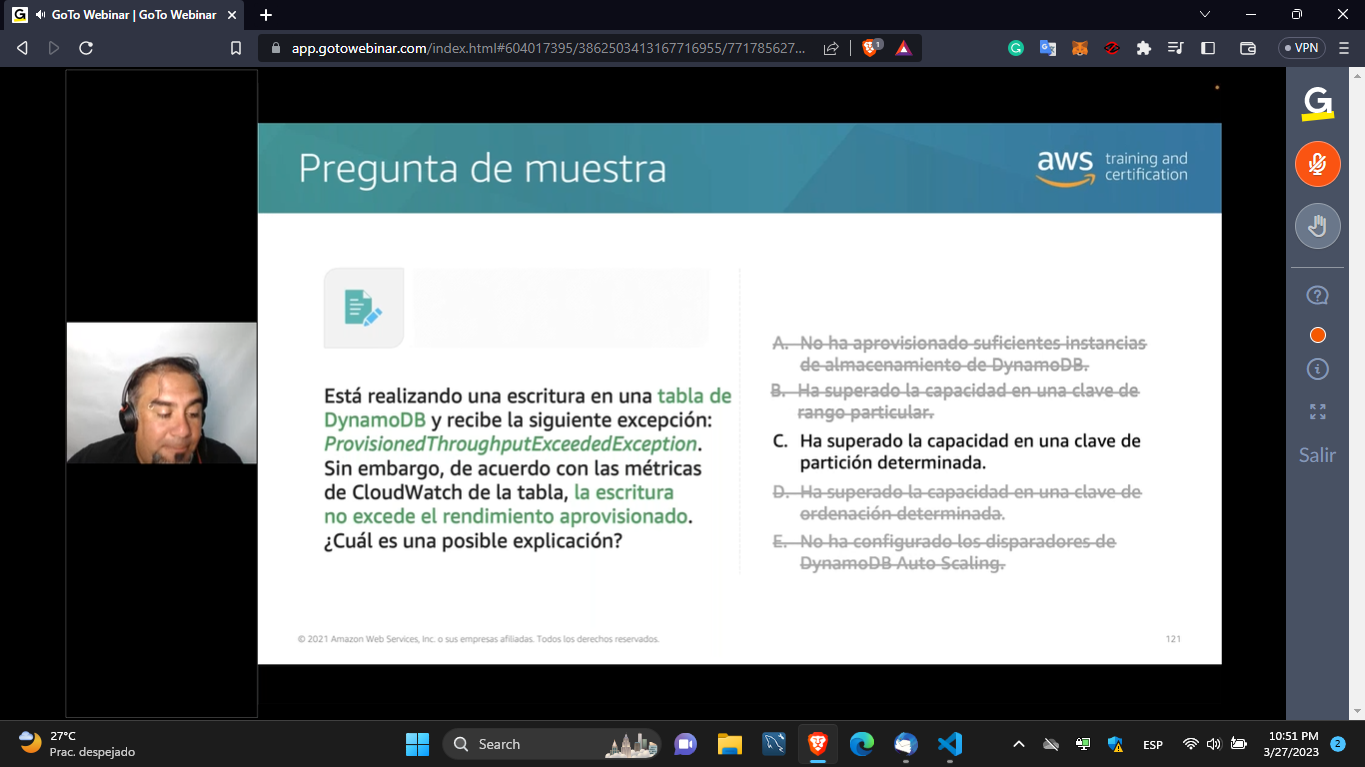 GoTo Webinar | GoTo Webinar
app.gotowebinar.com/index.html#604017395/3862503413167716955/771785627...
1
VPN
Pregunta de muestra
aws training and
certification
Está realizando una escritura en una tabla de
DynamoDB y recibe la siguiente excepción:
ProvisionedThroughputExceededException.
Sin embargo, de acuerdo con las métricas
de CloudWatch de la tabla, la escritura
no excede el rendimiento aprovisionado.
¿Cuál es una posible explicación?
A. No ha aprovisionado suficientes instancias
de almacenamiento de DynamoDB.
B. Ha superado la capacidad en una clave de
rango particular.
C. Ha superado la capacidad en una clave de
partición determinada.
D. Ha superado la capacidad en una clave de
ordenación determinada.
E. No ha configurado los disparadores de
DynamoDB Auto Scaling.
© 2021 Amazon Web Services, Inc. o sus empresas afiliadas. Todos los derechos reservados.
121
Salir
27°C
Prac. despejado
Search
ESP
10:51 PM
3/27/2023
2